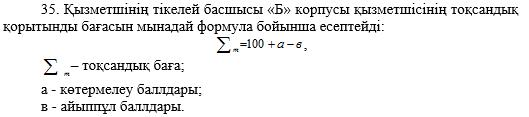 35. Қызметшінің тікелей басшысы «Б» корпусы қызметшісінің тоқсандық
қорытынды бағасын мынадай формула бойынша есептейді:
∑ т=100 + а – в ,
∑ т – тоқсандық баға;
а - көтермелеу баллдары;
в - айыппұл баллдары.